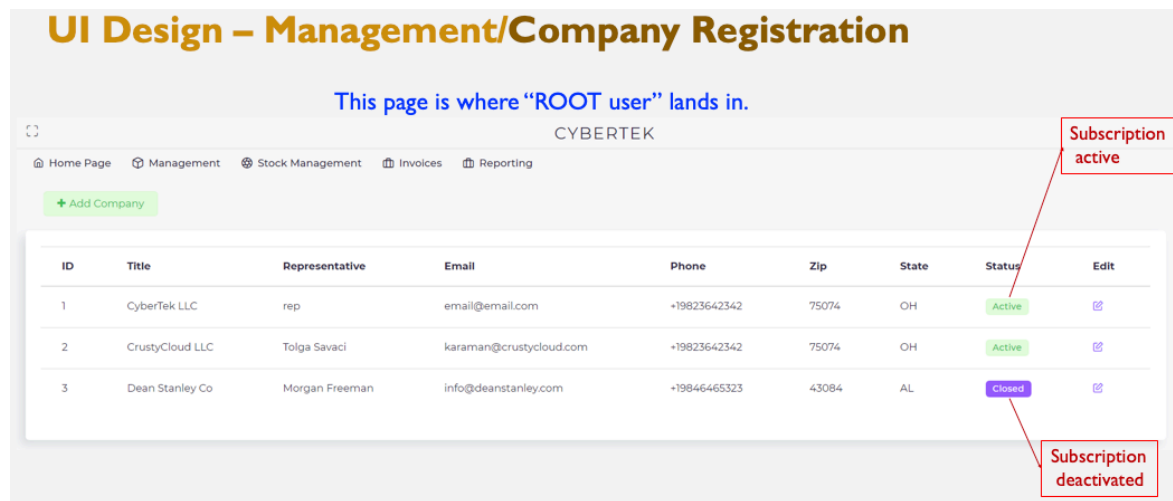 UI Design – Management/Company Registration
This page is where “ROOT user” lands in.
CYBERTEK
Subscription
active
Home Page Management Stock Management Invoices Reporting
+ Add Company
ID Title Representative Email Phone Zip State Status Edit
1 CyberTek LLC rep email@email.com +19823642342 75074 OH Active
2 CrustyCloud LLC Tolga Savaci karaman@crustycloud.com +19823642342 75074 OH Active
3 Dean Stanley Co Morgan Freeman info@deanstanley.com +19846465323 43084 AL Closed
Subscription
deactivated